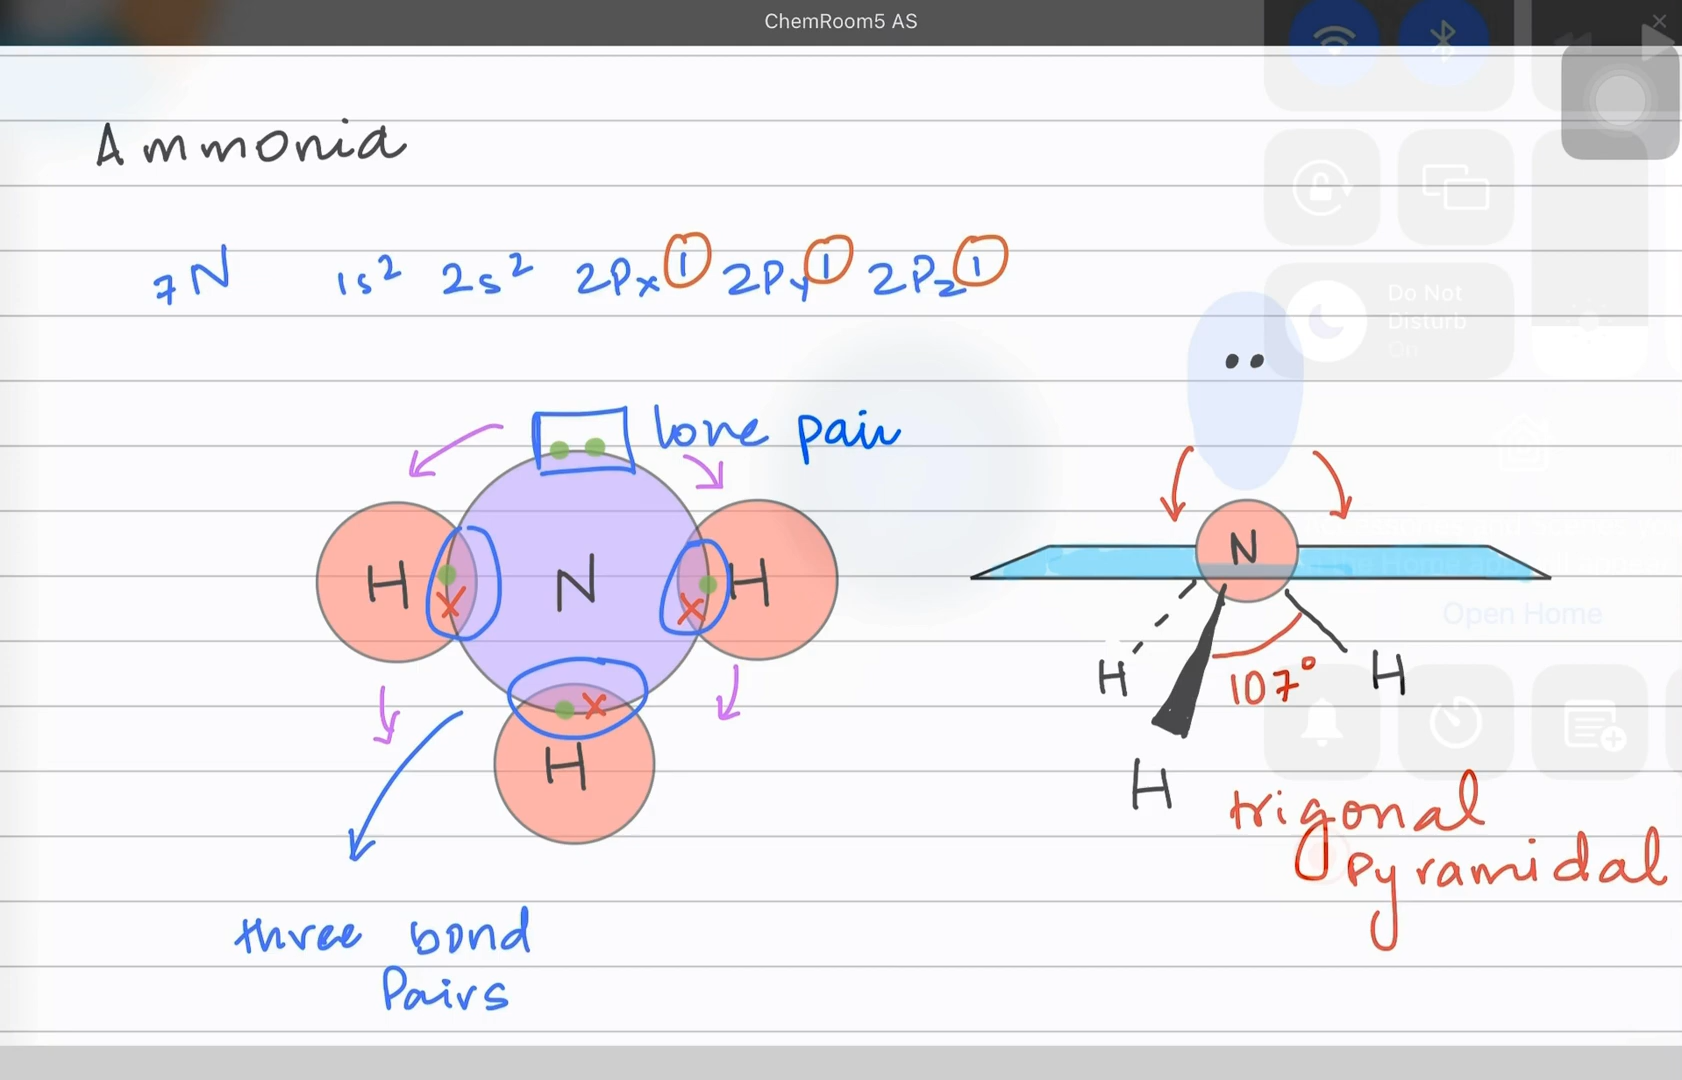 ChemRoom5 AS
Ammonia
7N 1s2 2s2 2Px1 2Py1 2Pz1
Do Not
Disturb
On
lone pair
H N H
H
N
H H
107°
H
Open Home
trigonal
pyramidal
three bond
Pairs